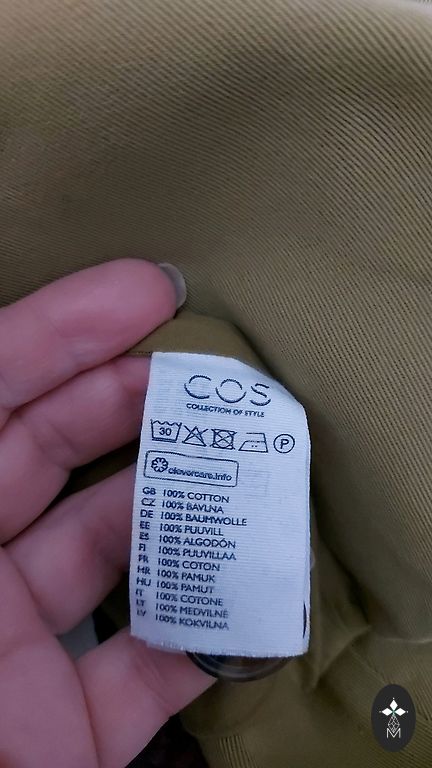 COS
COLLECTION OF STYLE
30
P
clevercare.info
GB 100% COTTON
CZ 100% BAVLNA
DE 100% BAUMWOLLE
EE 100% PUUVILL
ES 100% ALGODÓN
FI 100% PUUVILLAA
FR 100% COTON
HR 100% PAMUK
HU 100% PAMUT
IT 100% COTONE
LT 100% MEDVILNĖ
LV 100% KOKVILNA
M